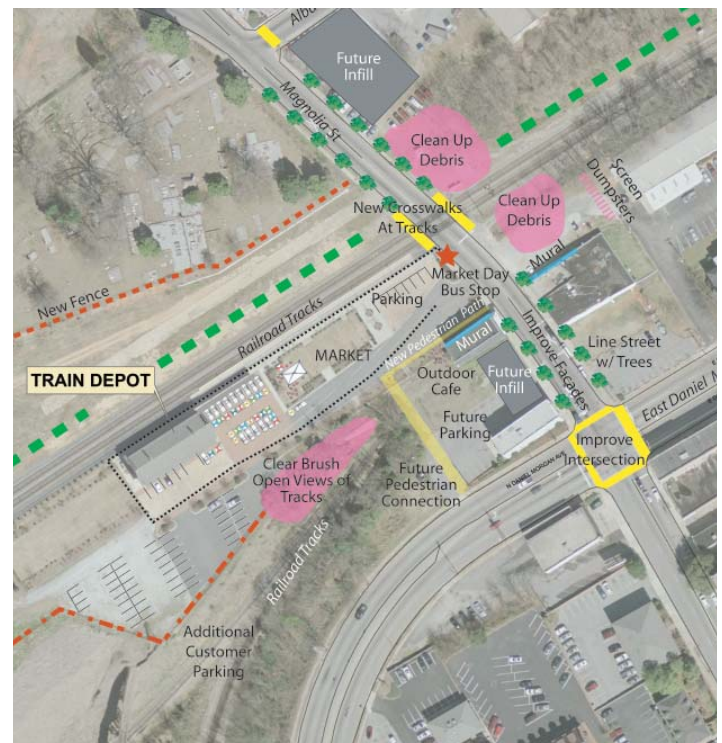 Magnolia St
Future
Infill
Clean Up
Debris
Screen
Dumpsters
Clean Up
Debris
New Crosswalks
At Tracks
Mural
New Fence
Market Day
Bus Stop
Parking
Railroad Tracks
New Pedestrian Path
Mural
Improve Facades
Line Street
w/ Trees
MARKET
TRAIN DEPOT
Outdoor
Cafe
Future
Infill
East Daniel
Future
Parking
Improve
Intersection
Clear Brush
Open Views of
Tracks
Future
Pedestrian
Connection
N DANIEL MORGAN AVE
Railroad Tracks
Additional
Customer
Parking